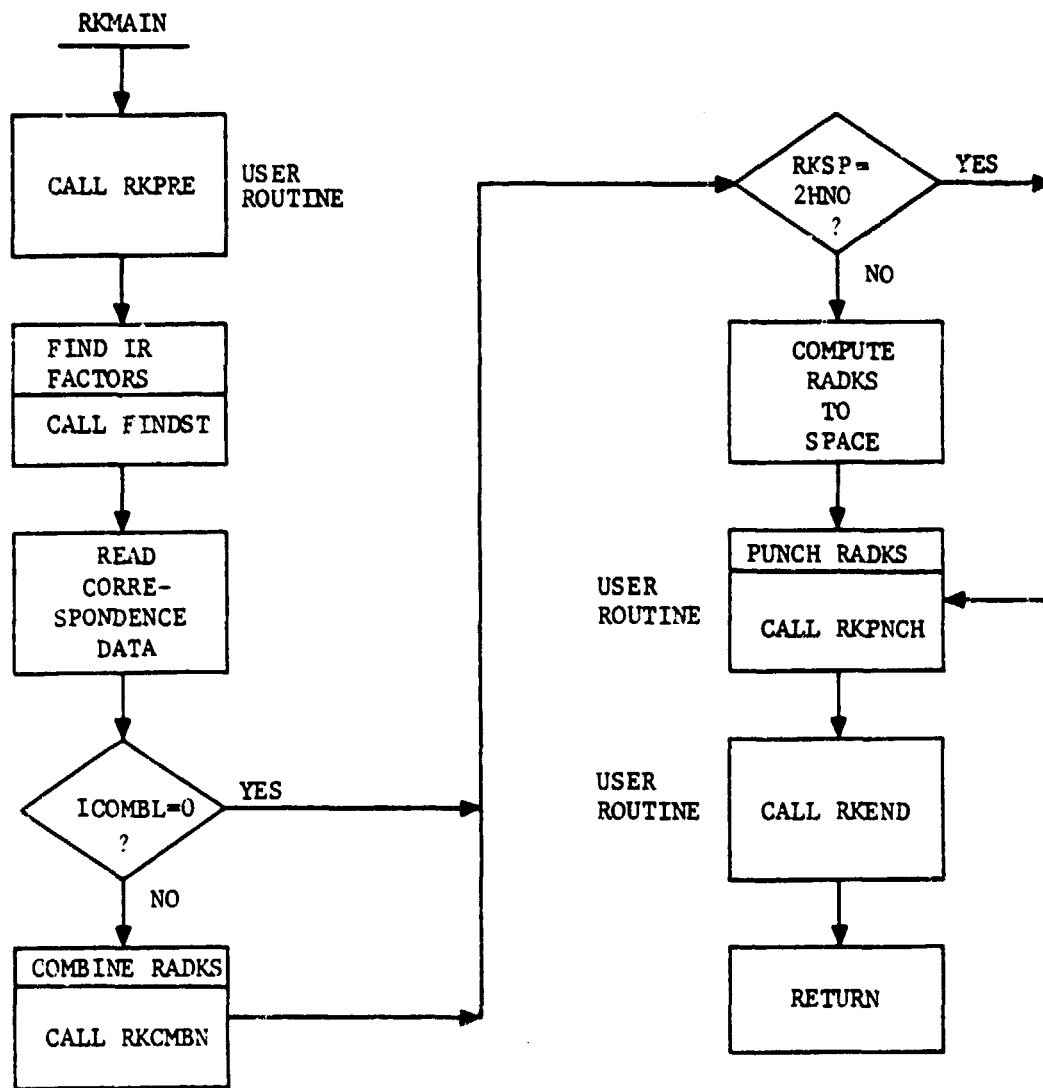 RKMAIN
CALL RKPRE
USER
ROUTINE
FIND IR
FACTORS
CALL FINDST
READ
CORRE-
SPONDENCE
DATA
ICOMBL=0
?
YES
NO
COMBINE RADKS
CALL RKCMBN
RKSP=
2HNO
?
YES
NO
COMPUTE
RADKS
TO
SPACE
PUNCH RADKS
USER
ROUTINE
CALL RKPNCH
USER
ROUTINE
CALL RKEND
RETURN